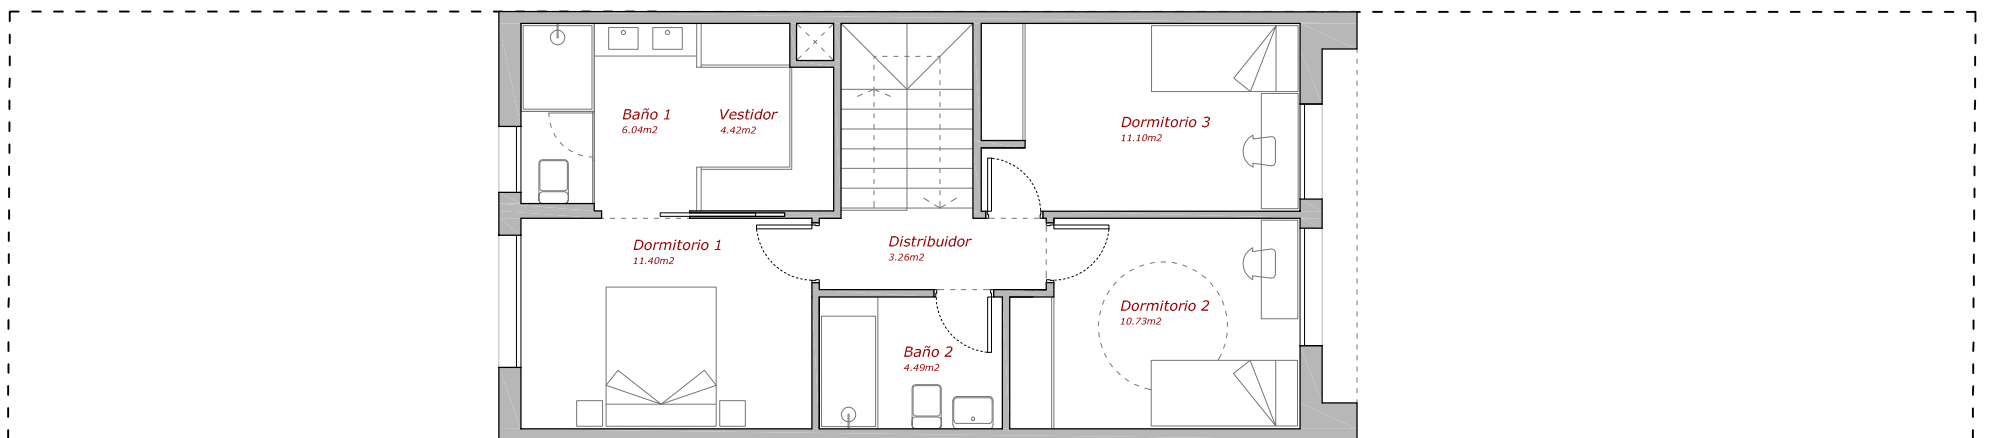 Baño 1
6.04m2
Vestidor
4.42m2
Dormitorio 3
11.10m2
Dormitorio 1
11.40m2
Distribuidor
3.26m2
Dormitorio 2
10.73m2
Baño 2
4.49m2